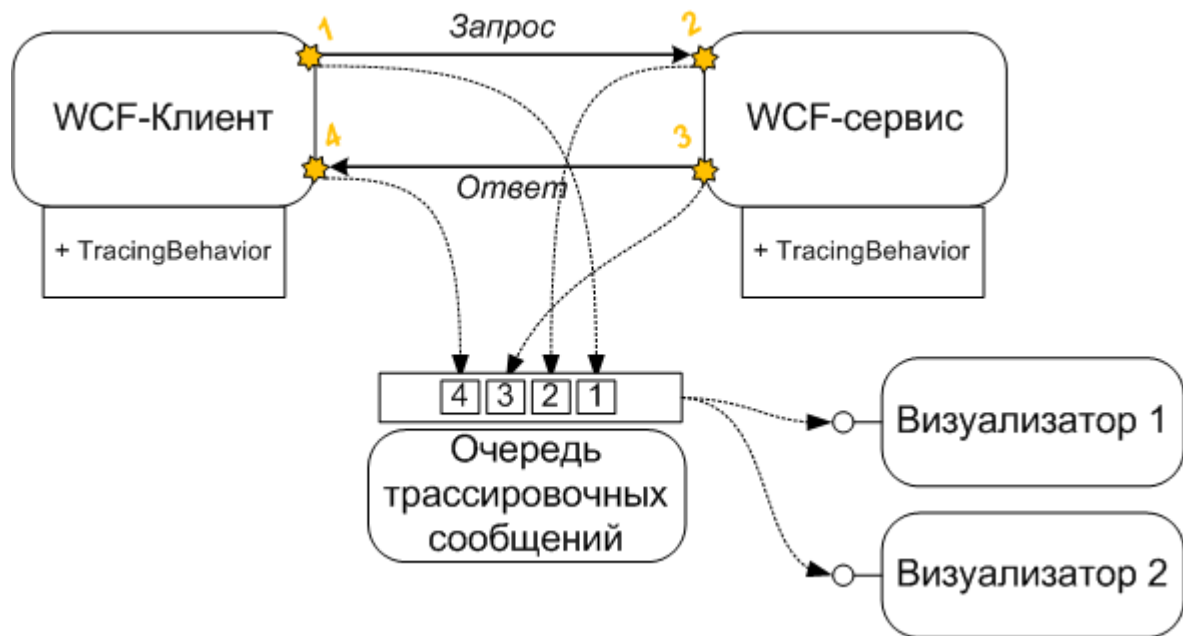 1
Запрос
2
WCF-Клиент
WCF-сервис
4
3
Ответ
+ TracingBehavior
+ TracingBehavior
4 3 2 1
Очередь
трассировочных
сообщений
Визуализатор 1
Визуализатор 2